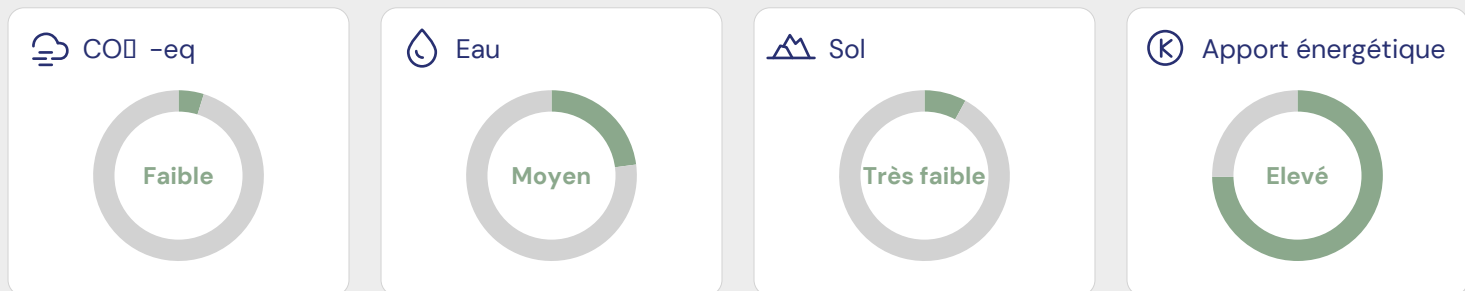 CO▯ -eq
Eau
Sol
Apport énergétique
Faible
Moyen
Très faible
Elevé